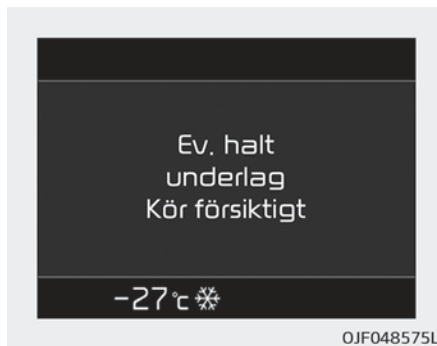 Ev. halt
underlag
Kör försiktigt
-27°c ❄
OJF048575L